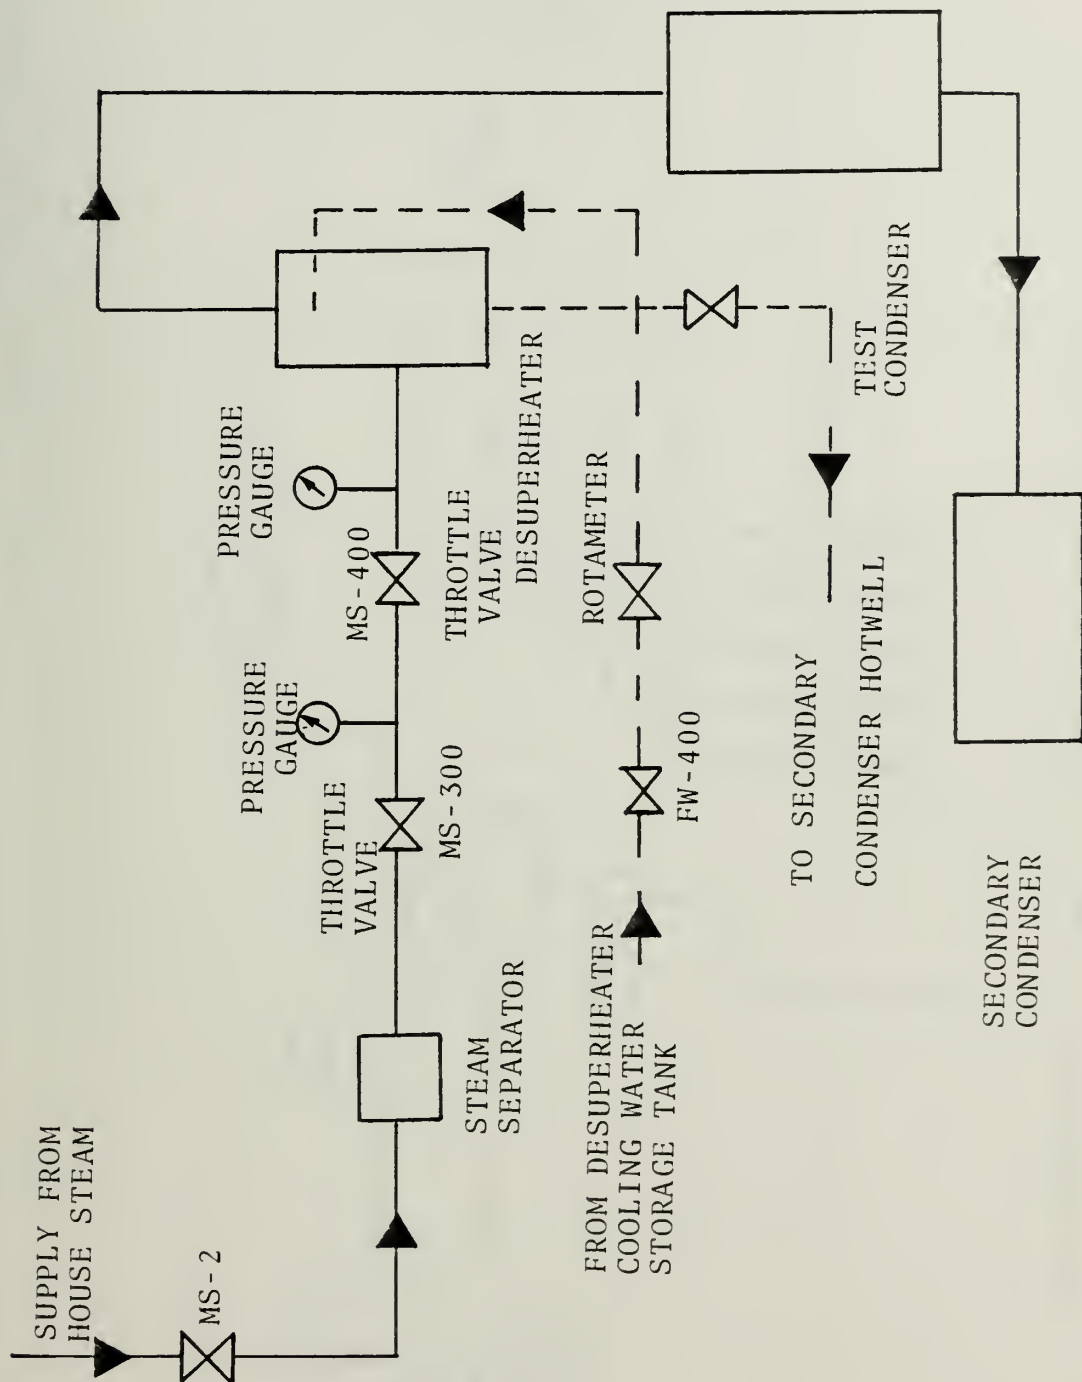 SUPPLY FROM
HOUSE STEAM
MS-2
STEAM
SEPARATOR
THROTTLE
VALVE
MS-300
PRESSURE
GAUGE
MS-400
THROTTLE
VALVE
PRESSURE
GAUGE
DESUPERHEATER
FROM DESUPERHEATER
COOLING WATER
STORAGE TANK
FW-400
ROTAMETER
TO SECONDARY
CONDENSER HOTWELL
TEST
CONDENSER
SECONDARY
CONDENSER